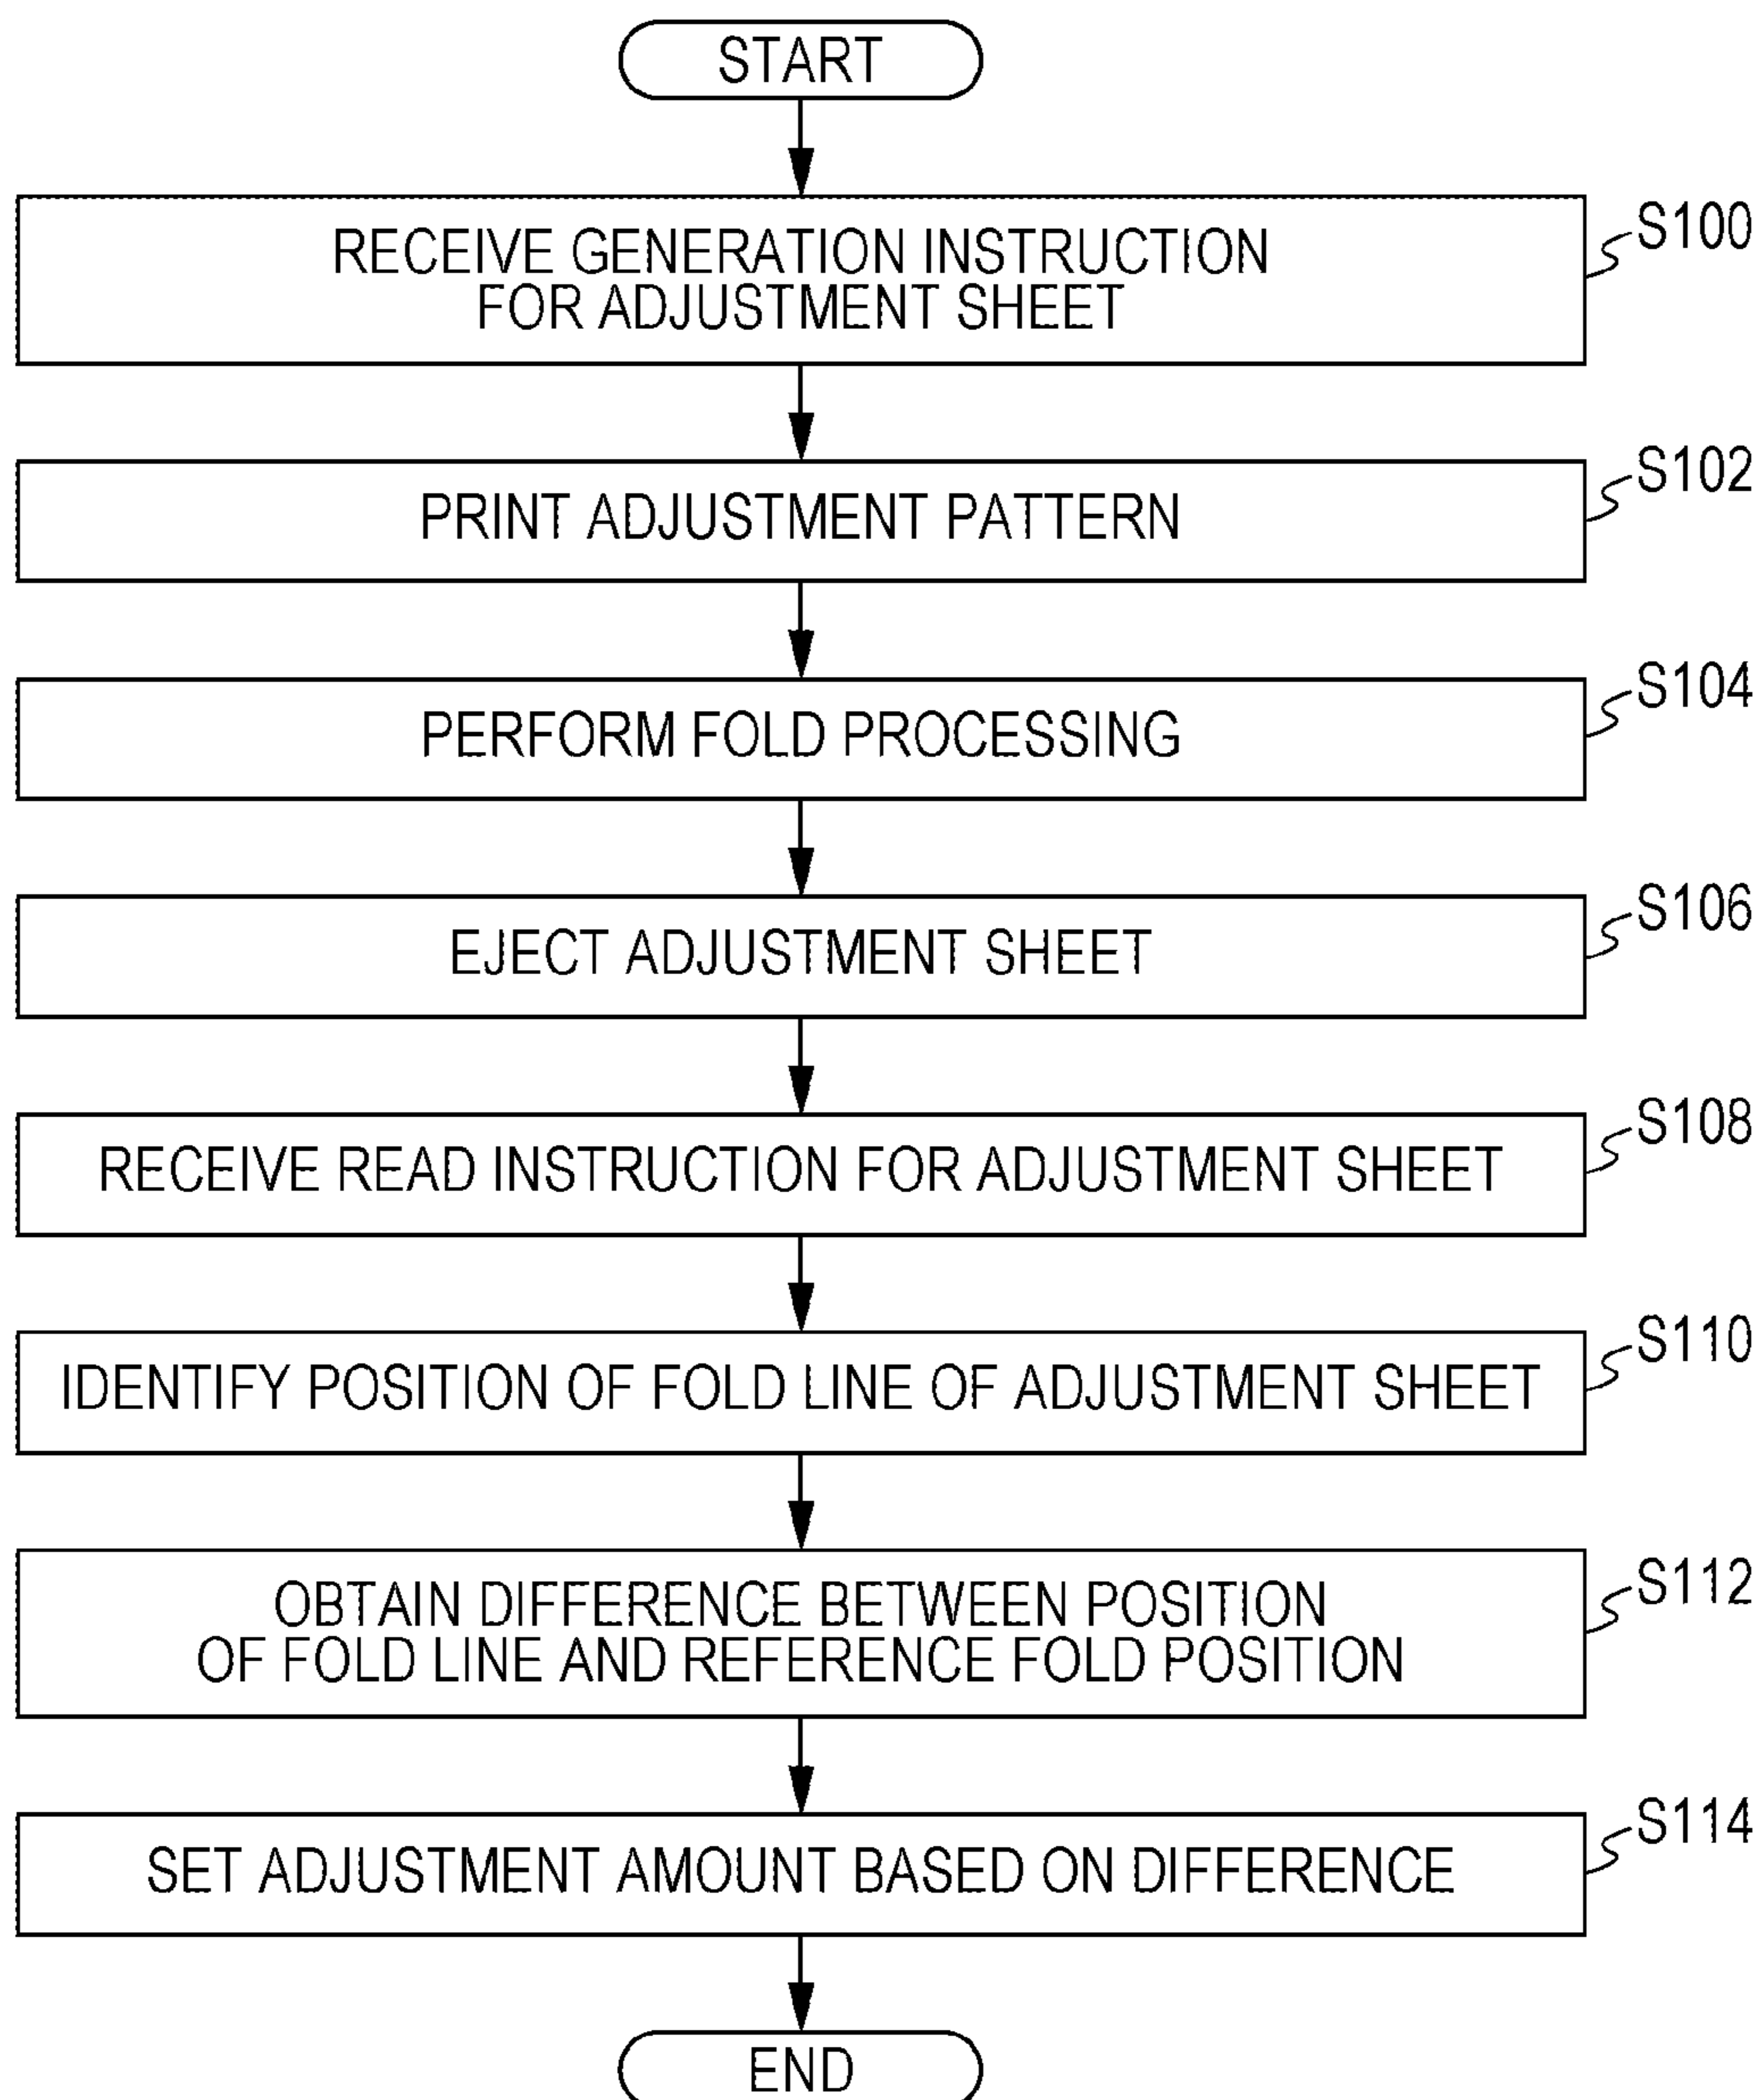 START
RECEIVE GENERATION INSTRUCTION
FOR ADJUSTMENT SHEET
S100
PRINT ADJUSTMENT PATTERN
S102
PERFORM FOLD PROCESSING
S104
EJECT ADJUSTMENT SHEET
S106
RECEIVE READ INSTRUCTION FOR ADJUSTMENT SHEET
S108
IDENTIFY POSITION OF FOLD LINE OF ADJUSTMENT SHEET
S110
OBTAIN DIFFERENCE BETWEEN POSITION
OF FOLD LINE AND REFERENCE FOLD POSITION
S112
SET ADJUSTMENT AMOUNT BASED ON DIFFERENCE
S114
END